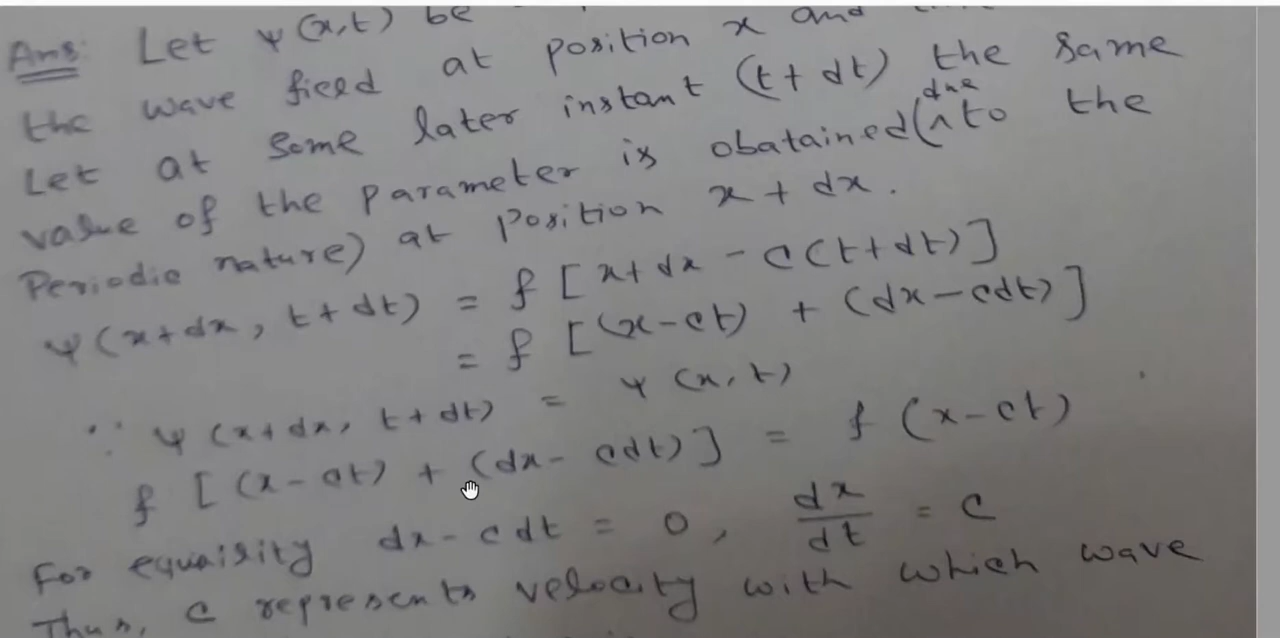 Ans: Let ψ(x,t) be
the wave field at position x and
Let at some later instant (t + dt) the same
value of the parameter is obatained (^due to the
Periodic nature) at position x + dx.
ψ(x+dx, t+dt) = f [x+dx - c(t+dt)]
= f [(x-ct) + (dx-cdt)]
∵ ψ(x+dx, t+dt) = ψ(x,t)
f [(x-ct) + (dx-cdt)] = f (x-ct)
For equaility dx-cdt = 0, dx/dt = c
Thus, c represents velocity with which wave